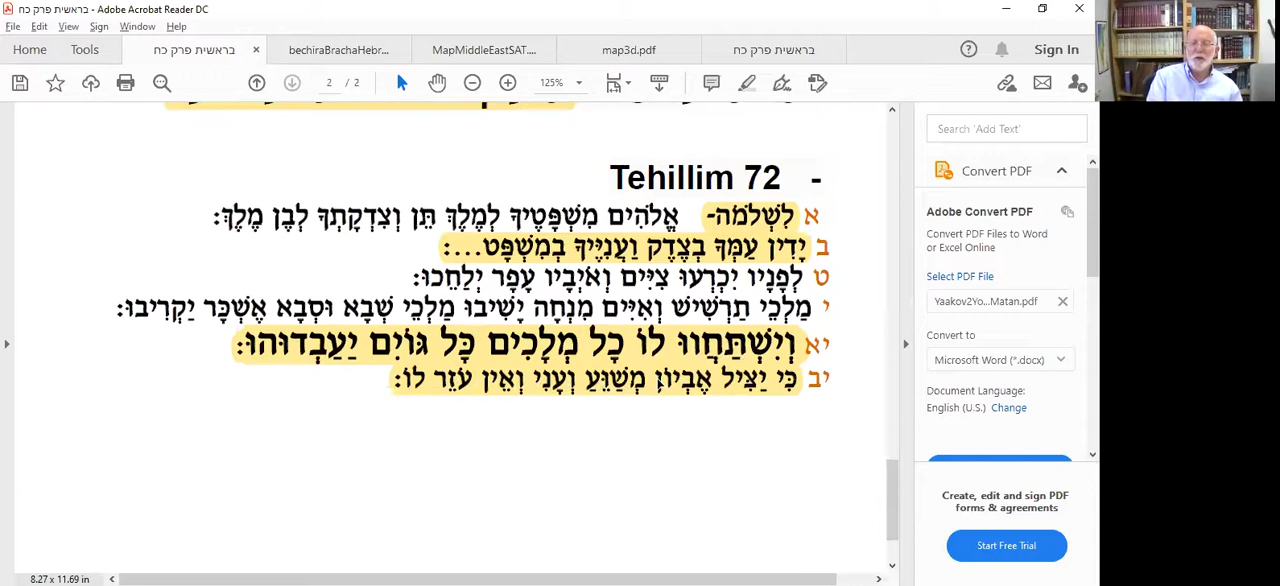 בראשית פרק כח - Adobe Acrobat Reader DC
File Edit View Sign Window Help
Home Tools בראשית פרק כח × bechiraBrachaHebr... MapMiddleEastSAT.... map3d.pdf בראשית פרק כח Sign In
2 / 2 125%
Tehillim 72 -
א לִשְׁלֹמֹה- אֱלֹהִים מִשְׁפָּטֶיךָ לְמֶלֶךְ תֵּן וְצִדְקָתְךָ לְבֶן מֶלֶךְ:
ב יָדִין עַמְּךָ בְצֶדֶק וַעֲנִיֶּיךָ בְמִשְׁפָּט...:
ט לְפָנָיו יִכְרְעוּ צִיִּים וְאֹיְבָיו עָפָר יְלַחֵכוּ:
י מַלְכֵי תַרְשִׁישׁ וְאִיִּים מִנְחָה יָשִׁיבוּ מַלְכֵי שְׁבָא וּסְבָא אֶשְׁכָּר יַקְרִיבוּ:
יא וְיִשְׁתַּחֲווּ לוֹ כָל מְלָכִים כָּל גּוֹיִם יַעַבְדוּהוּ:
יב כִּי יַצִּיל אֶבְיוֹן מְשַׁוֵּעַ וְעָנִי וְאֵין עֹזֵר לוֹ:
8.27 x 11.69 in
Search 'Add Text'
Convert PDF
Adobe Convert PDF
Convert PDF Files to Word
or Excel Online
Select PDF File
Yaakov2Yo...Matan.pdf
Convert to
Microsoft Word (*.docx)
Document Language:
English (U.S.) Change
Create, edit and sign PDF
forms & agreements
Start Free Trial